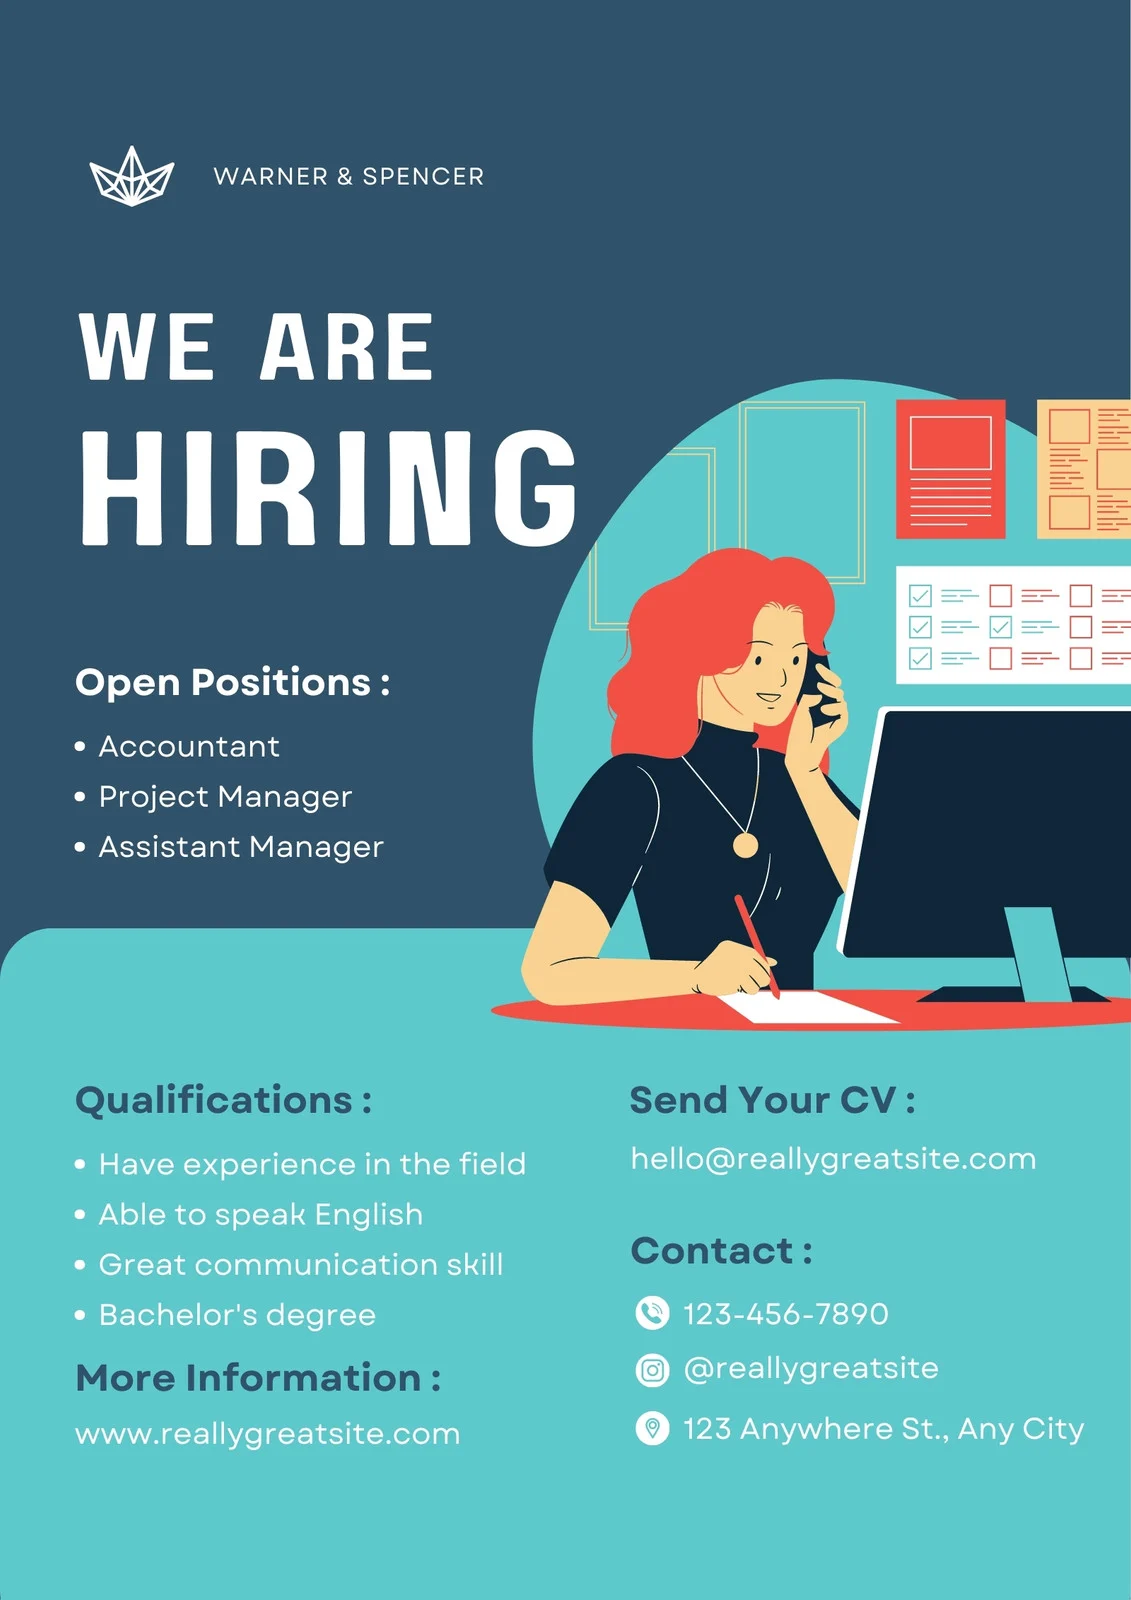 WARNER & SPENCER
WE ARE
HIRING
Open Positions :
• Accountant
• Project Manager
• Assistant Manager
Qualifications :
• Have experience in the field
• Able to speak English
• Great communication skill
• Bachelor's degree
More Information :
www.reallygreatsite.com
Send Your CV :
hello@reallygreatsite.com
Contact :
123-456-7890
@reallygreatsite
123 Anywhere St., Any City